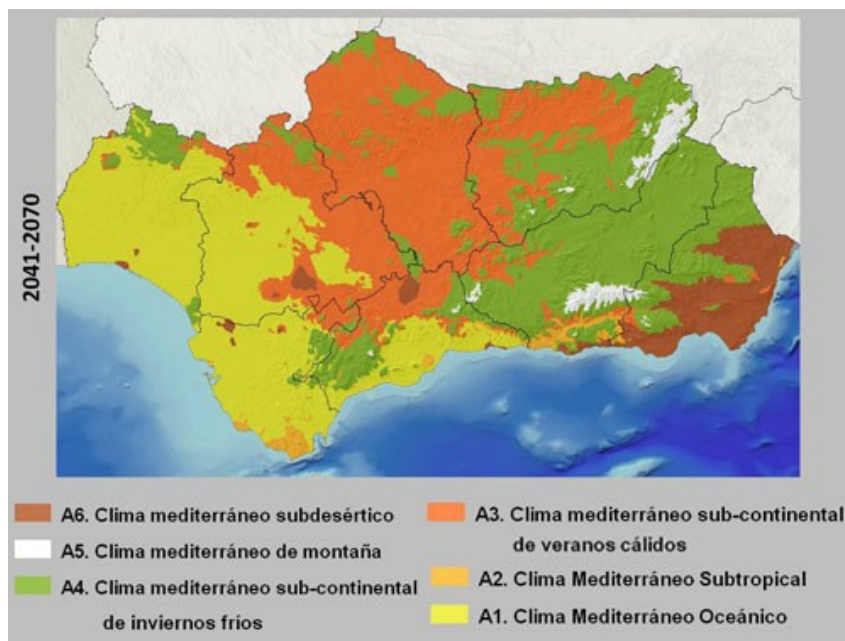 2041-2070
A6. Clima mediterráneo subdesértico
A5. Clima mediterráneo de montaña
A4. Clima mediterráneo sub-continental
de inviernos fríos
A3. Clima mediterráneo sub-continental
de veranos cálidos
A2. Clima Mediterráneo Subtropical
A1. Clima Mediterráneo Oceánico